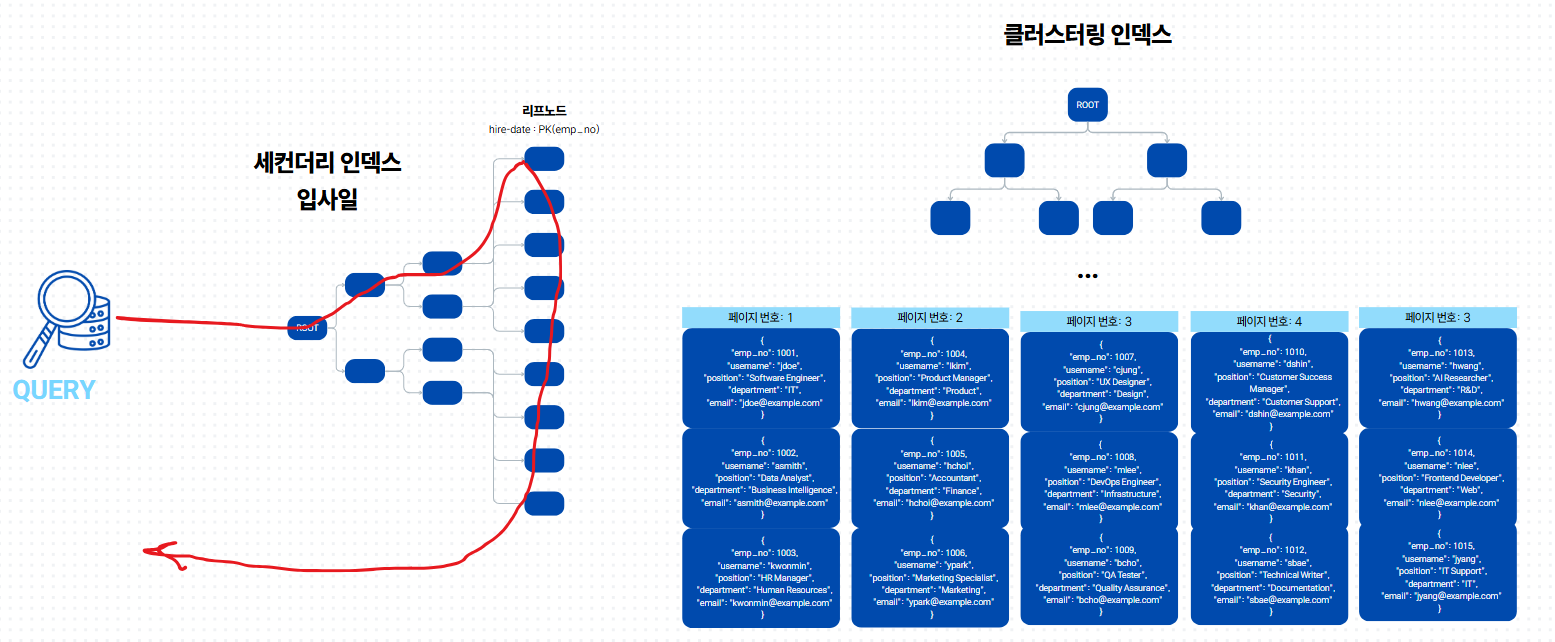 클러스터링 인덱스
ROOT
...
리프노드
hire-date : PK(emp_no)
세컨더리 인덱스
입사일
ROOT
QUERY
페이지 번호: 1
{
"emp_no": 1001,
"username": "jdoe",
"position": "Software Engineer",
"department": "IT",
"email": "jdoe@example.com"
}
{
"emp_no": 1002,
"username": "asmith",
"position": "Data Analyst",
"department": "Business Intelligence",
"email": "asmith@example.com"
}
{
"emp_no": 1003,
"username": "kwonmin",
"position": "HR Manager",
"department": "Human Resources",
"email": "kwonmin@example.com"
}
페이지 번호: 2
{
"emp_no": 1004,
"username": "lkim",
"position": "Product Manager",
"department": "Product",
"email": "lkim@example.com"
}
{
"emp_no": 1005,
"username": "hchoi",
"position": "Accountant",
"department": "Finance",
"email": "hchoi@example.com"
}
{
"emp_no": 1006,
"username": "ypark",
"position": "Marketing Specialist",
"department": "Marketing",
"email": "ypark@example.com"
}
페이지 번호: 3
{
"emp_no": 1007,
"username": "cjung",
"position": "UX Designer",
"department": "Design",
"email": "cjung@example.com"
}
{
"emp_no": 1008,
"username": "mlee",
"position": "DevOps Engineer",
"department": "Infrastructure",
"email": "mlee@example.com"
}
{
"emp_no": 1009,
"username": "bcho",
"position": "QA Tester",
"department": "Quality Assurance",
"email": "bcho@example.com"
}
페이지 번호: 4
{
"emp_no": 1010,
"username": "dshin",
"position": "Customer Success
Manager",
"department": "Customer Support",
"email": "dshin@example.com"
}
{
"emp_no": 1011,
"username": "khan",
"position": "Security Engineer",
"department": "Security",
"email": "khan@example.com"
}
{
"emp_no": 1012,
"username": "sbae",
"position": "Technical Writer",
"department": "Documentation",
"email": "sbae@example.com"
}
페이지 번호: 3
{
"emp_no": 1013,
"username": "hwang",
"position": "AI Researcher",
"department": "R&D",
"email": "hwang@example.com"
}
{
"emp_no": 1014,
"username": "nlee",
"position": "Frontend Developer",
"department": "Web",
"email": "nlee@example.com"
}
{
"emp_no": 1015,
"username": "jyang",
"position": "IT Support",
"department": "IT",
"email": "jyang@example.com"
}